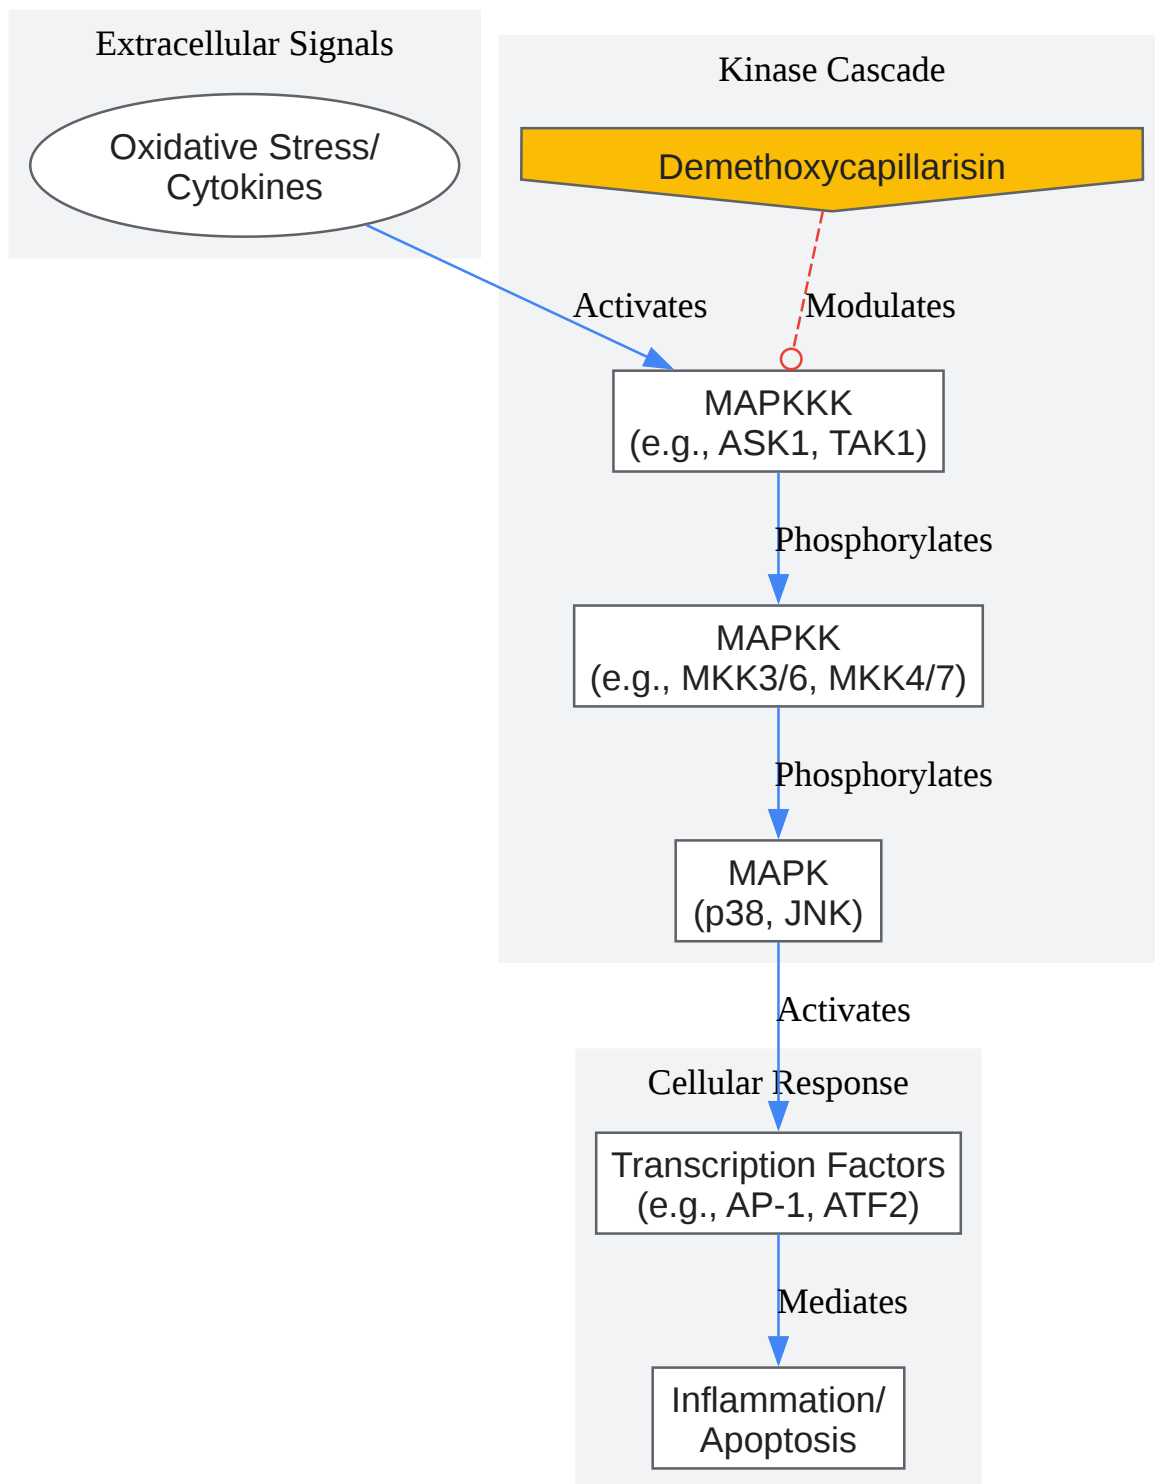 Extracellular Signals
Oxidative Stress/
Cytokines
Kinase Cascade
Demethoxycapillarisin
Activates
Modulates
MAPKKK
(e.g., ASK1, TAK1)
Phosphorylates
MAPKK
(e.g., MKK3/6, MKK4/7)
Phosphorylates
MAPK
(p38, JNK)
Activates
Cellular Response
Transcription Factors
(e.g., AP-1, ATF2)
Mediates
Inflammation/
Apoptosis